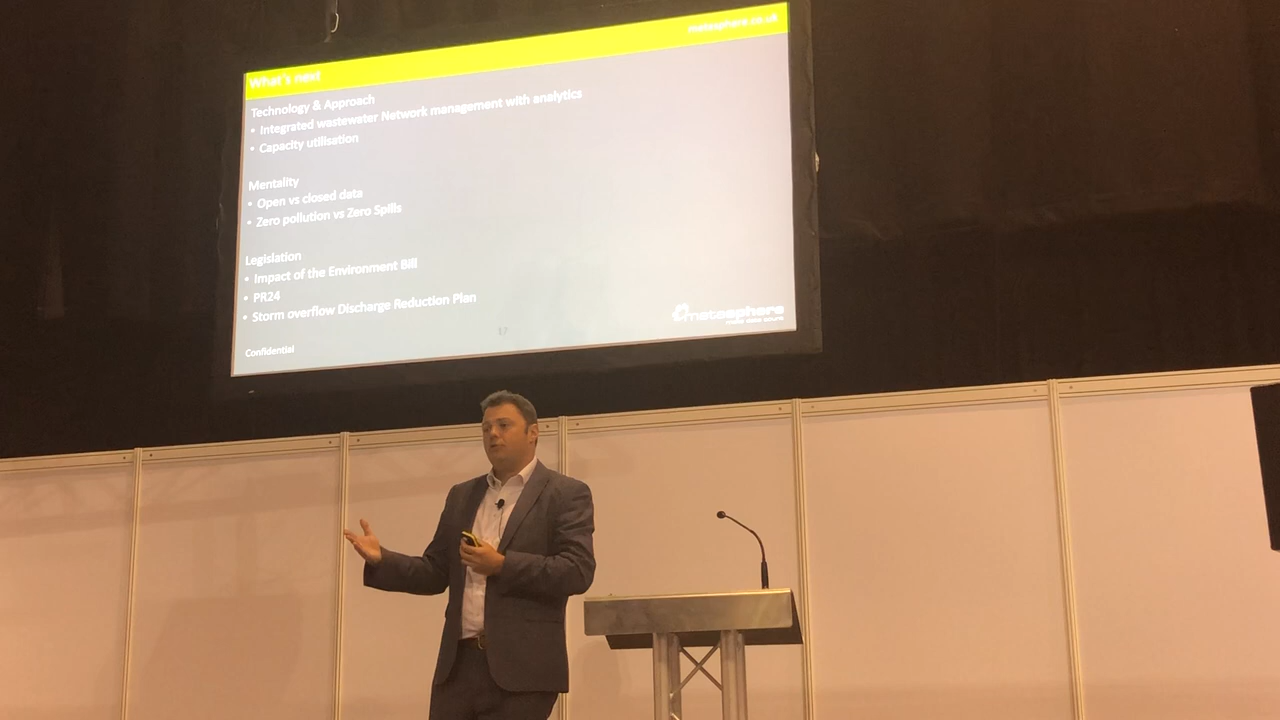 metasphere.co.uk
What's next
Technology & Approach
• Integrated wastewater Network management with analytics
• Capacity utilisation
Mentality
• Open vs closed data
• Zero pollution vs Zero Spills
Legislation
• Impact of the Environment Bill
• PR24
• Storm overflow Discharge Reduction Plan
Confidential
17
metasphere